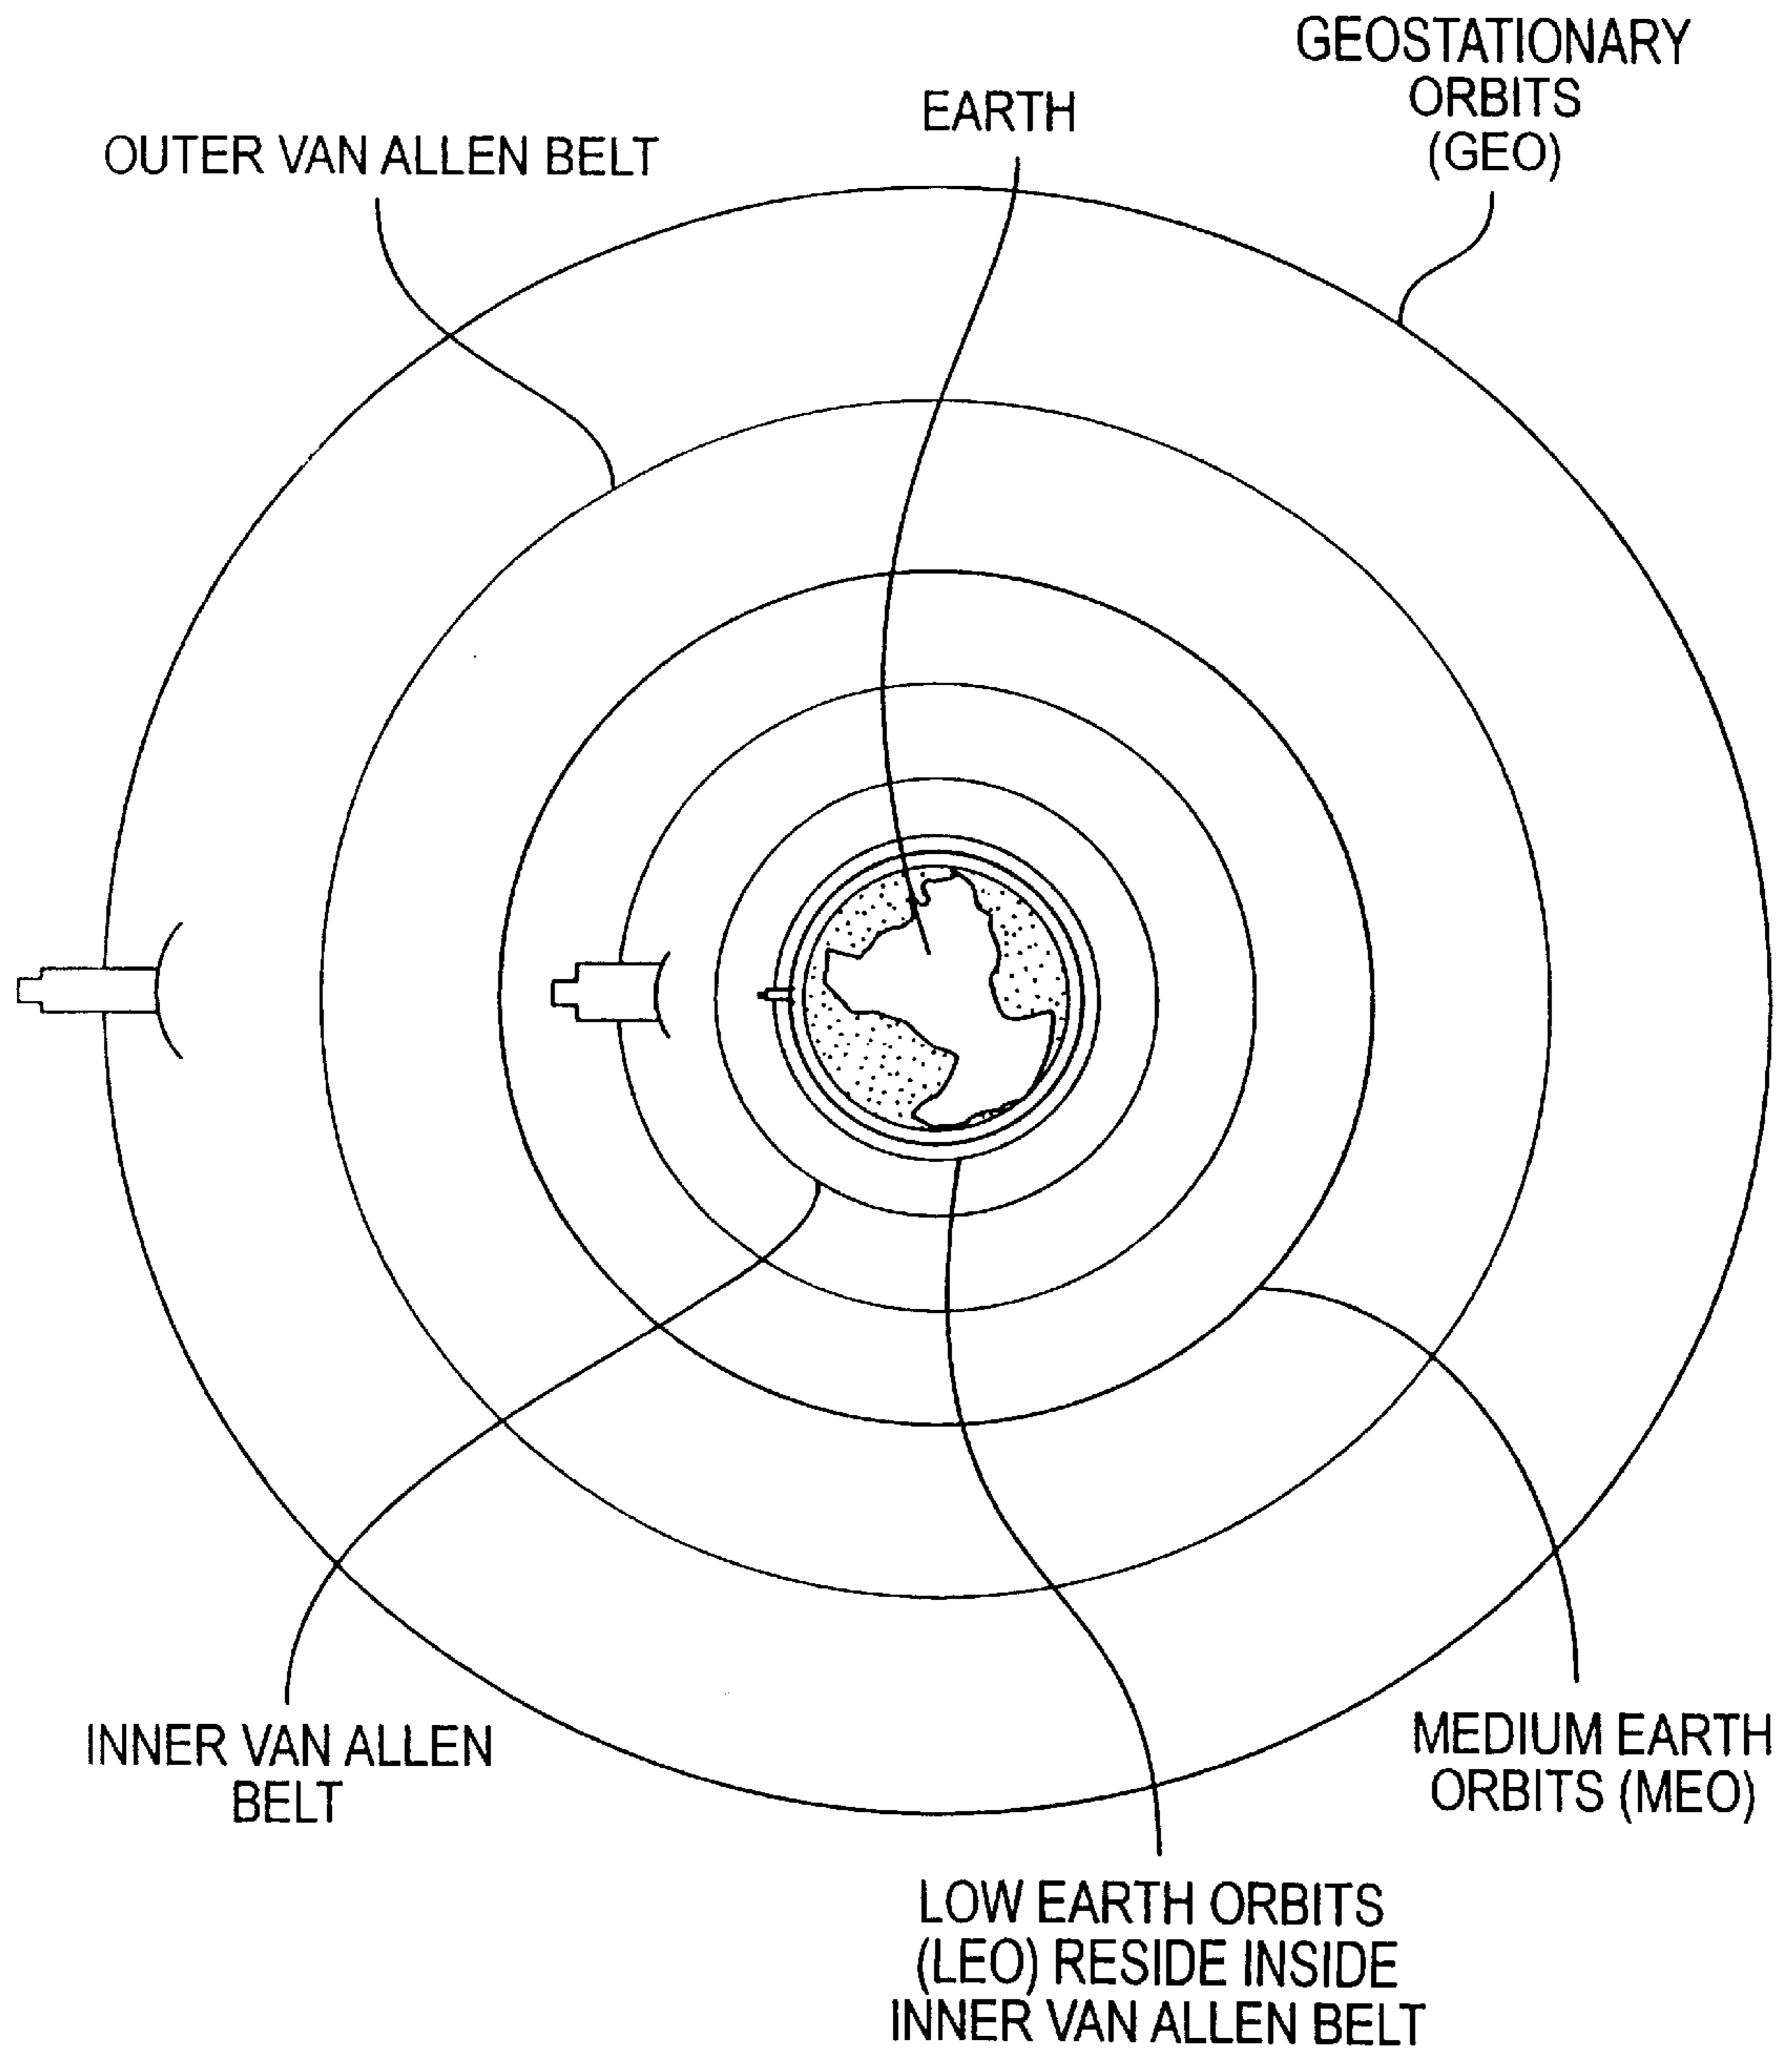 GEOSTATIONARY
ORBITS
(GEO)
EARTH
OUTER VAN ALLEN BELT
INNER VAN ALLEN
BELT
MEDIUM EARTH
ORBITS (MEO)
LOW EARTH ORBITS
(LEO) RESIDE INSIDE
INNER VAN ALLEN BELT